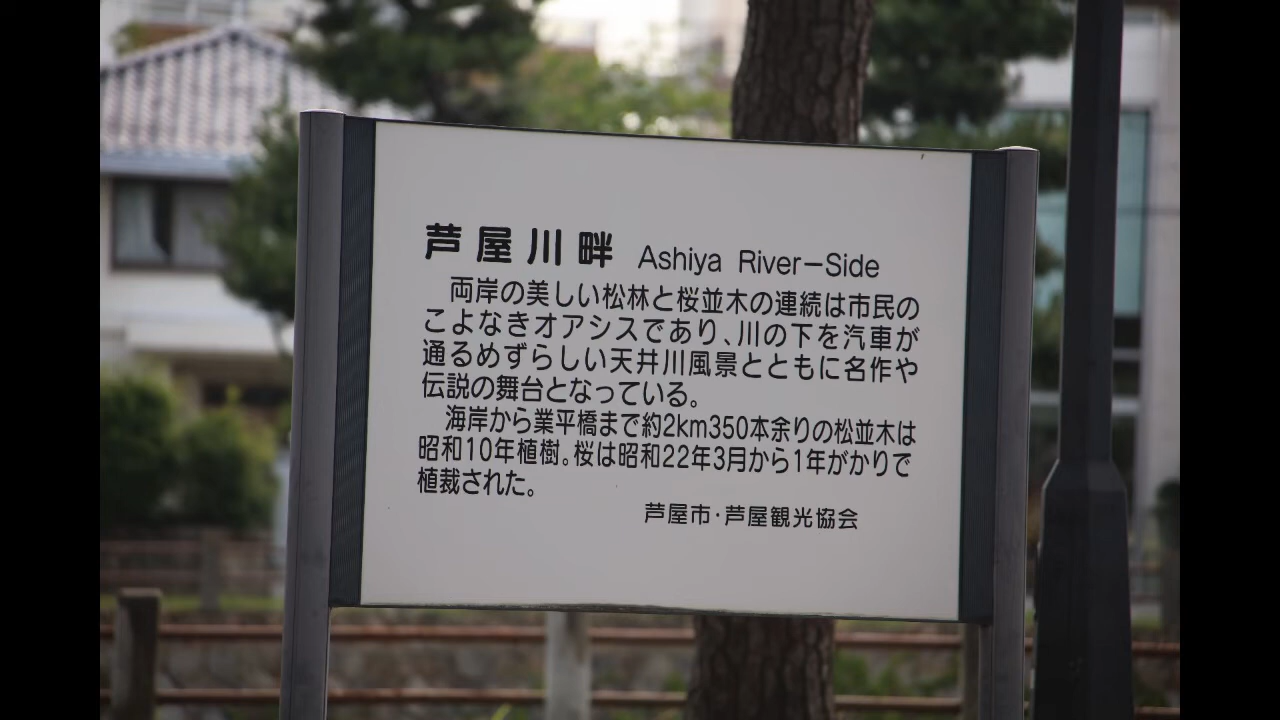 芦屋川畔 Ashiya River-Side
両岸の美しい松林と桜並木の連続は市民の
こよなきオアシスであり、川の下を汽車が
通るめずらしい天井川風景とともに名作や
伝説の舞台となっている。
海岸から業平橋まで約2km350本余りの松並木は
昭和10年植樹。桜は昭和22年3月から1年がかりで
植裁された。
芦屋市・芦屋観光協会